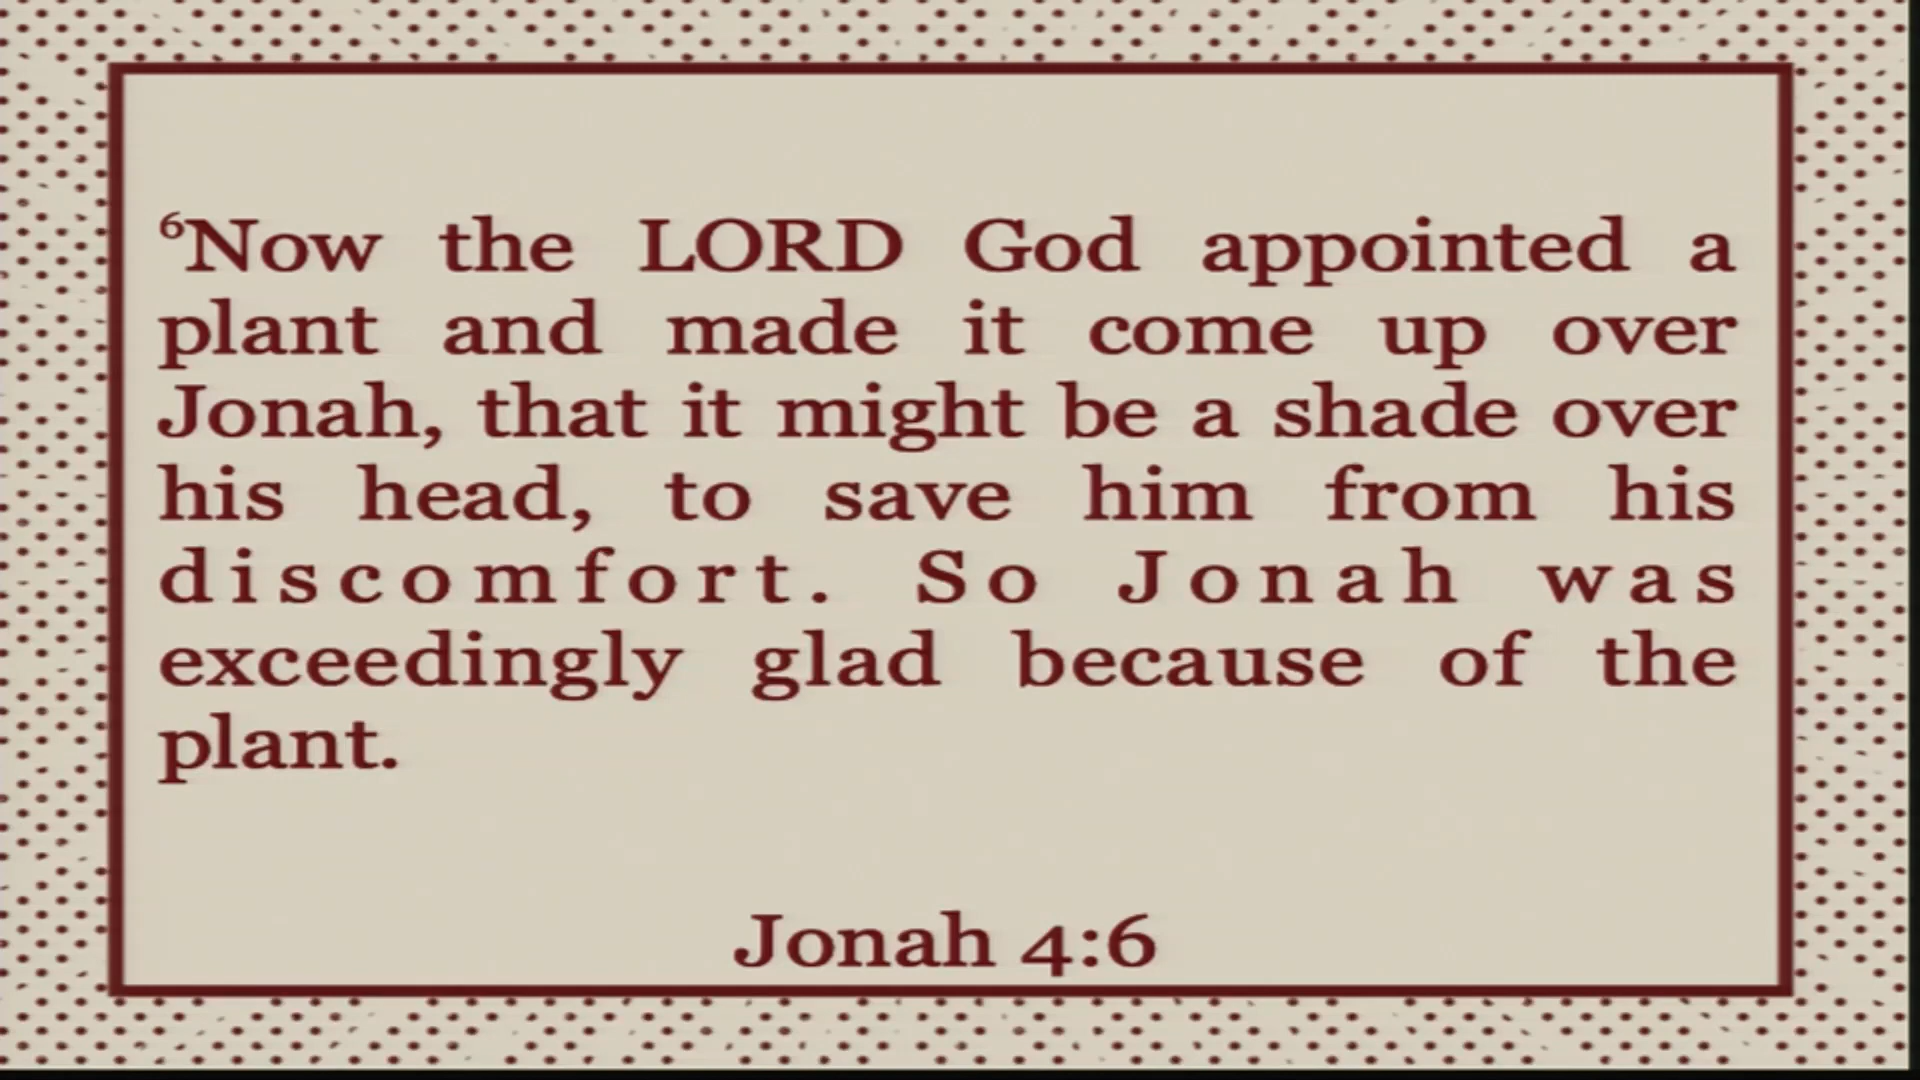 ⁶Now the LORD God appointed a
plant and made it come up over
Jonah, that it might be a shade over
his head, to save him from his
discomfort. So Jonah was
exceedingly glad because of the
plant.
Jonah 4:6